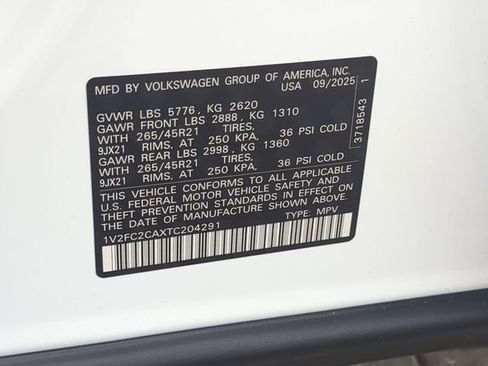 MFD BY VOLKSWAGEN GROUP OF AMERICA, INC.
USA 09/2025
GVWR LBS 5776, KG 2620
GAWR FRONT LBS 2888, KG 1310
WITH 265/45R21 TIRES,
9JX21 RIMS, AT 250 KPA, 36 PSI COLD
GAWR REAR LBS 2998, KG 1360
WITH 265/45R21 TIRES,
9JX21 RIMS, AT 250 KPA, 36 PSI COLD
THIS VEHICLE CONFORMS TO ALL APPLICABLE
U.S. FEDERAL MOTOR VEHICLE SAFETY AND
THEFT PREVENTION STANDARDS IN EFFECT ON
THE DATE OF MANUFACTURE SHOWN ABOVE.
1V2FC2CAXTC204291 TYPE: MPV
3718543 1